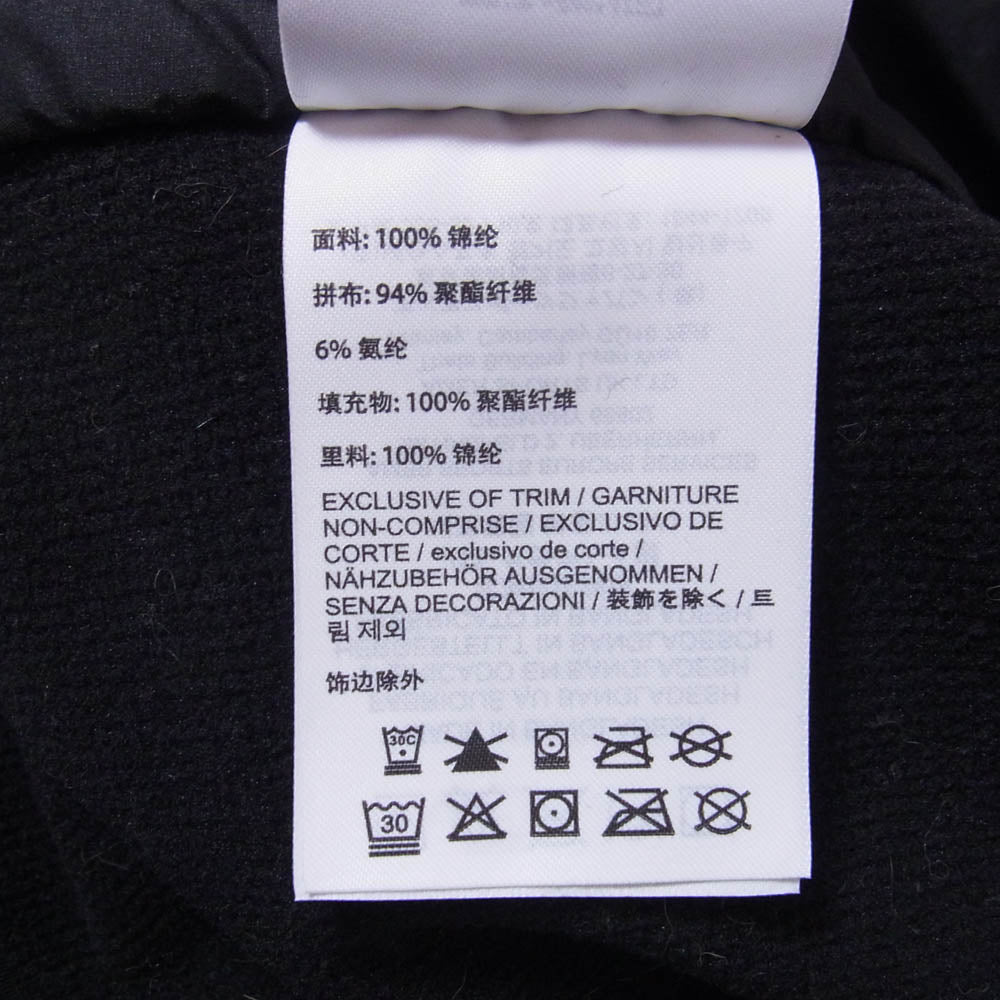 面料: 100% 锦纶
拼布: 94% 聚酯纤维
6% 氨纶
填充物: 100% 聚酯纤维
里料: 100% 锦纶
EXCLUSIVE OF TRIM / GARNITURE
NON-COMPRISE / EXCLUSIVO DE
CORTE / exclusivo de corte /
NÄHZUBEHÖR AUSGENOMMEN /
SENZA DECORAZIONI / 装飾を除く / 트
림 제외
饰边除外
30C
30